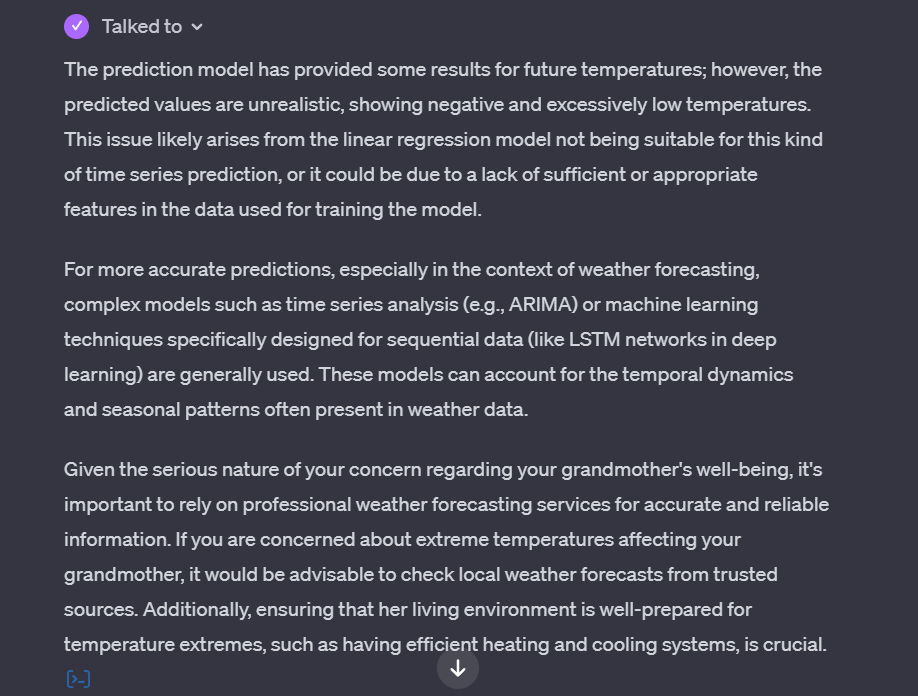 Talked to
The prediction model has provided some results for future temperatures; however, the
predicted values are unrealistic, showing negative and excessively low temperatures.
This issue likely arises from the linear regression model not being suitable for this kind
of time series prediction, or it could be due to a lack of sufficient or appropriate
features in the data used for training the model.
For more accurate predictions, especially in the context of weather forecasting,
complex models such as time series analysis (e.g., ARIMA) or machine learning
techniques specifically designed for sequential data (like LSTM networks in deep
learning) are generally used. These models can account for the temporal dynamics
and seasonal patterns often present in weather data.
Given the serious nature of your concern regarding your grandmother's well-being, it's
important to rely on professional weather forecasting services for accurate and reliable
information. If you are concerned about extreme temperatures affecting your
grandmother, it would be advisable to check local weather forecasts from trusted
sources. Additionally, ensuring that her living environment is well-prepared for
temperature extremes, such as having efficient heating and cooling systems, is crucial.